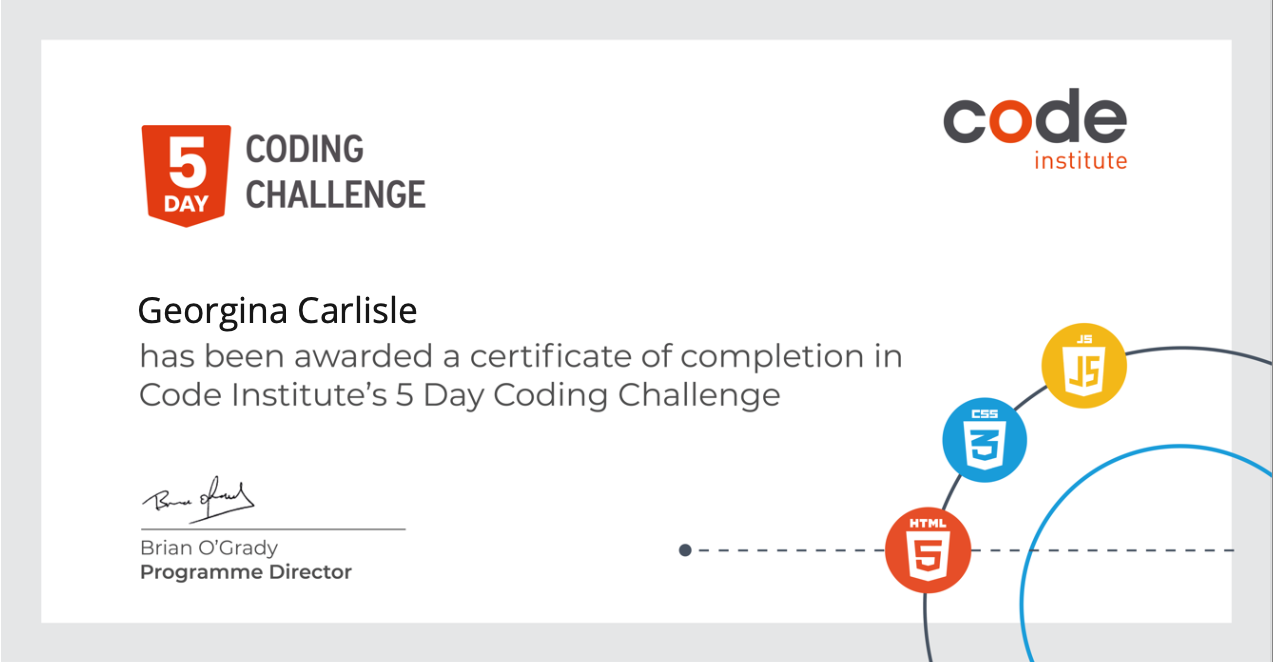 5
DAY
CODING
CHALLENGE
code
institute
Georgina Carlisle
has been awarded a certificate of completion in
Code Institute’s 5 Day Coding Challenge
JS
JS
CSS
3
HTML
5
Brian O’Grady
Programme Director